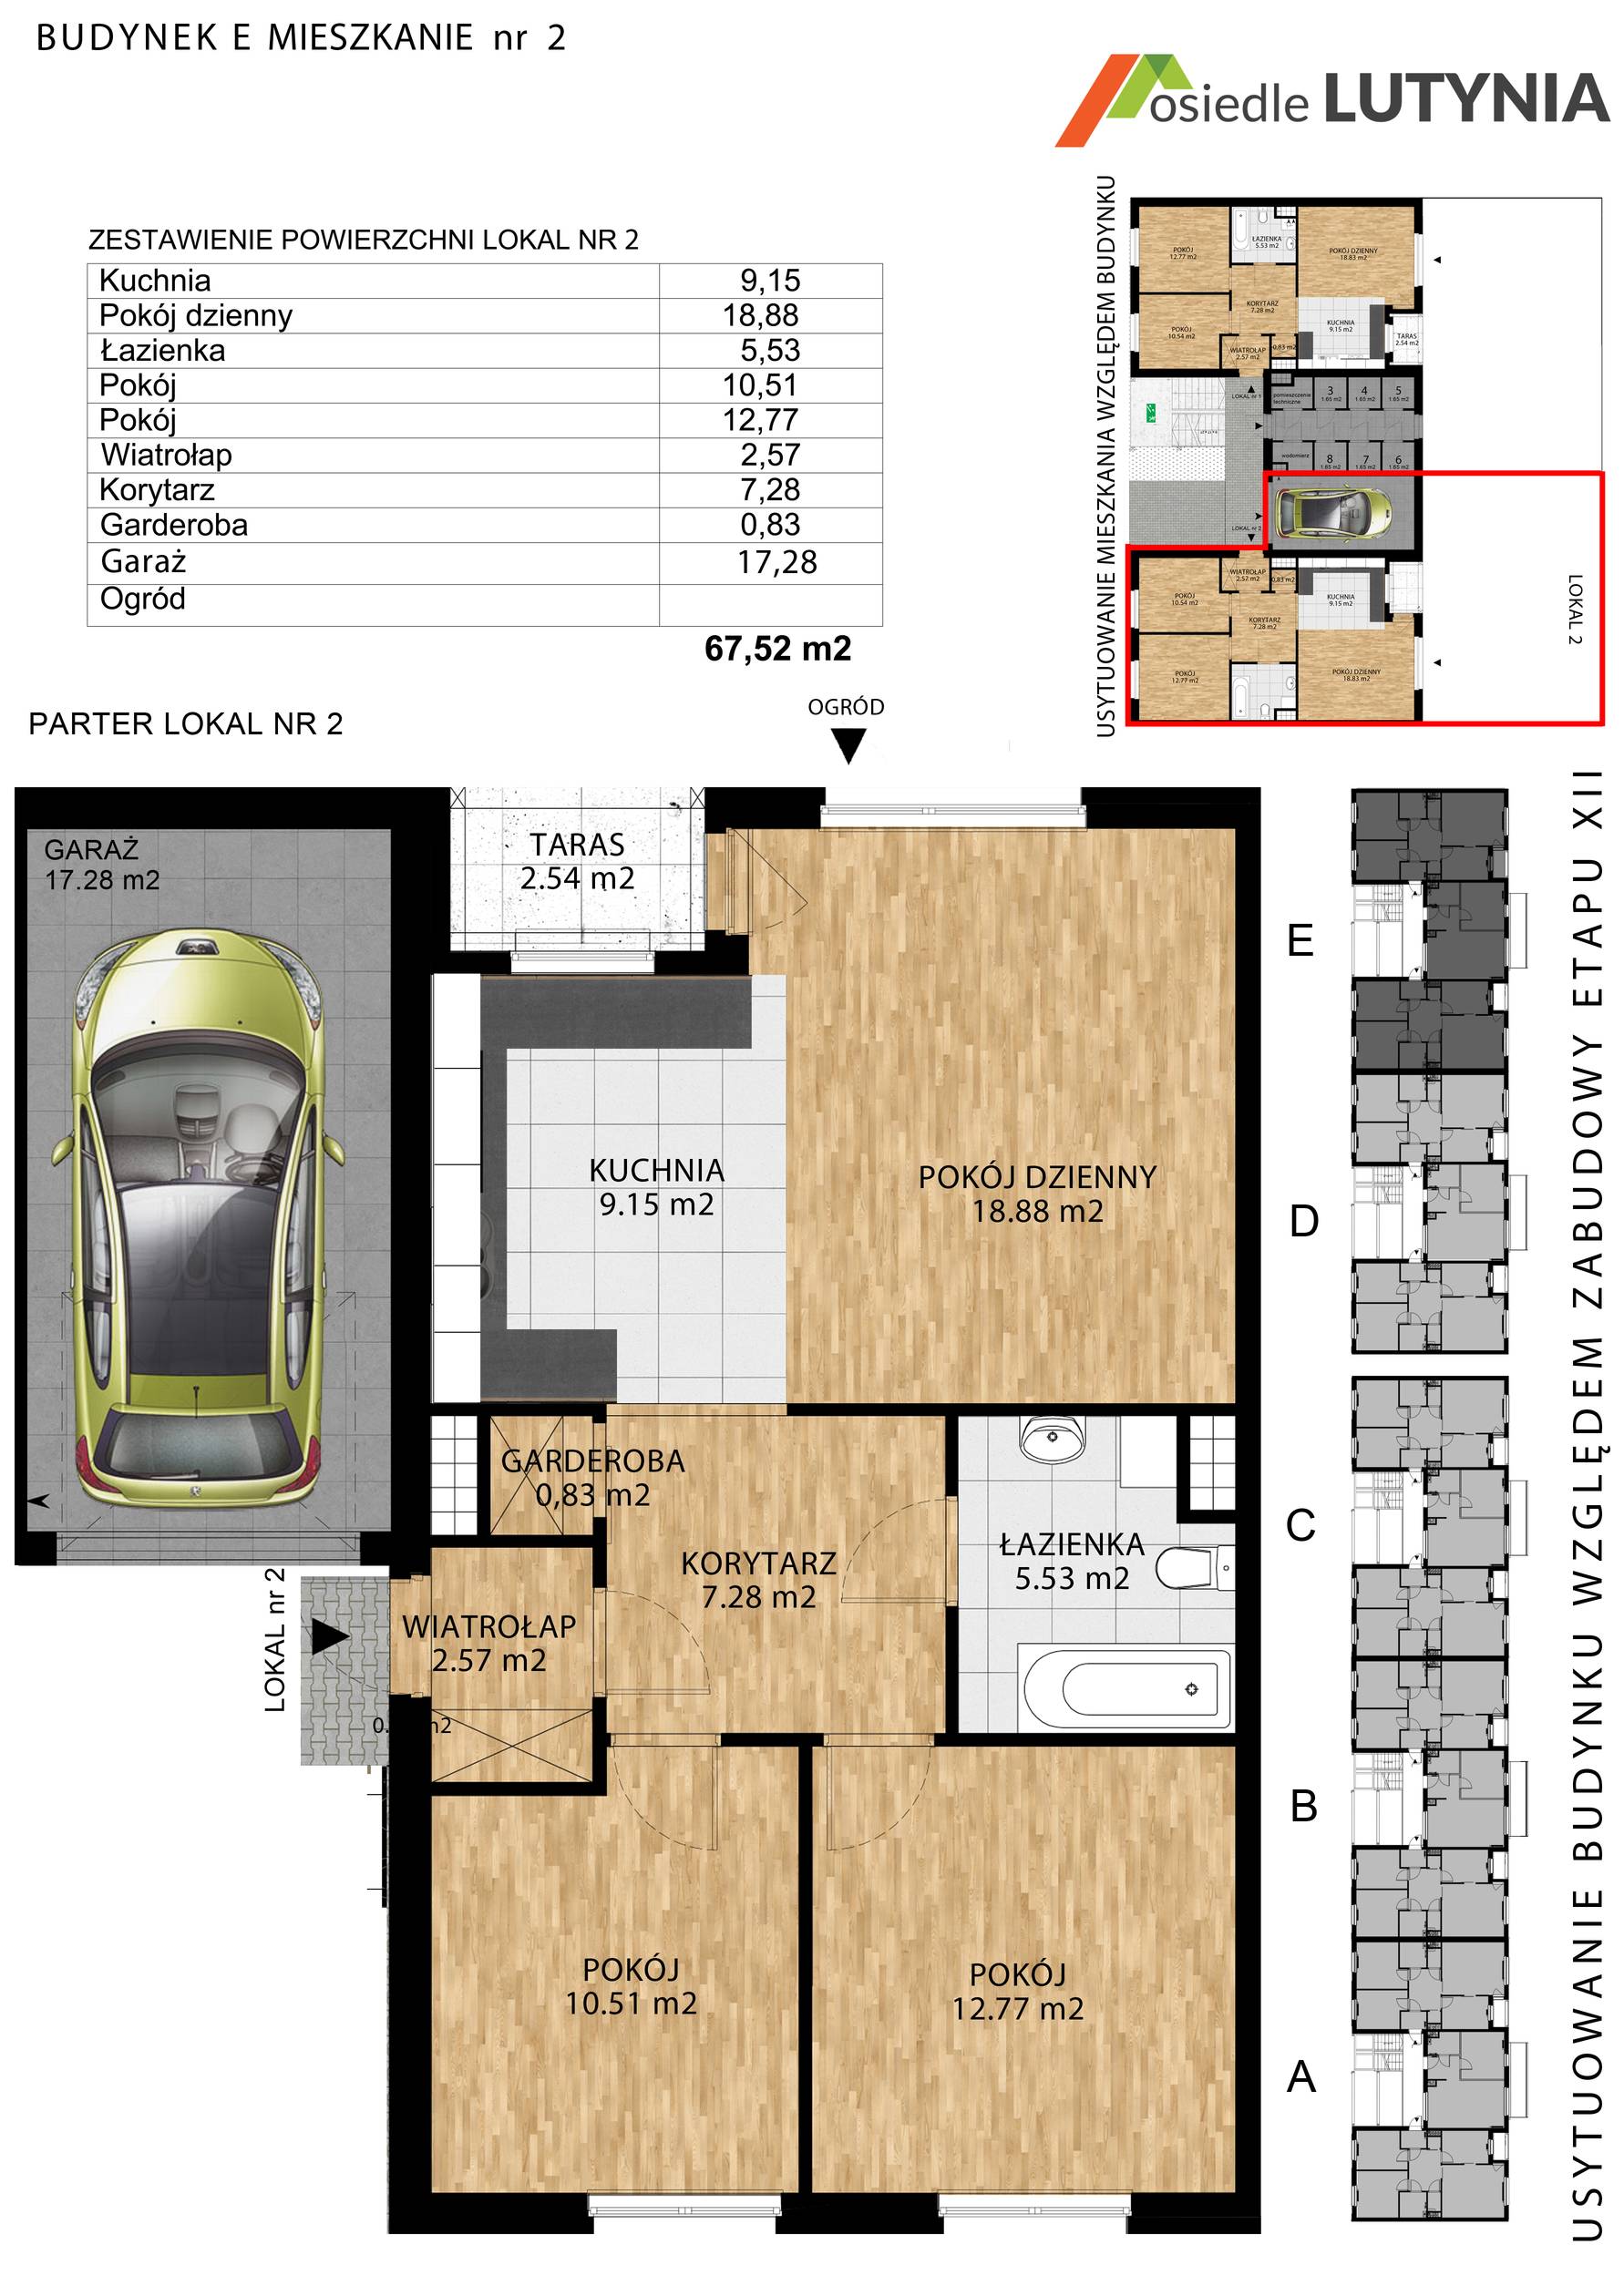 BUDYNEK E MIESZKANIE nr 2
osiedle LUTYNIA
ZESTAWIENIE POWIERZCHNI LOKAL NR 2
Kuchnia 9,15
Pokój dzienny 18,88
Łazienka 5,53
Pokój 10,51
Pokój 12,77
Wiatrołap 2,57
Korytarz 7,28
Garderoba 0,83
Garaż 17,28
Ogród
67,52 m2
USYTUOWANIE MIESZKANIA WZGLĘDEM BUDYNKU
POKÓJ
12.77 m2
ŁAZIENKA
5.53 m2
POKÓJ DZIENNY
18.83 m2
KORYTARZ
7.28 m2
POKÓJ
10.54 m2
KUCHNIA
9.15 m2
TARAS
2.54 m2
WIATROŁAP
2.57 m2
0,83 m2
LOKAL nr 1
pomieszczenie
techniczne
3
1.65 m2
4
1.65 m2
5
1.65 m2
wodomierz
8
1.65 m2
7
1.65 m2
6
1.65 m2
LOKAL nr 2
WIATROŁAP
2.57 m2
0,83 m2
POKÓJ
10.54 m2
KUCHNIA
9.15 m2
KORYTARZ
7.28 m2
POKÓJ
12.77 m2
POKÓJ DZIENNY
18.83 m2
LOKAL 2
PARTER LOKAL NR 2
OGRÓD
GARAŻ
17.28 m2
TARAS
2.54 m2
KUCHNIA
9.15 m2
POKÓJ DZIENNY
18.88 m2
GARDEROBA
0,83 m2
KORYTARZ
7.28 m2
ŁAZIENKA
5.53 m2
LOKAL nr 2
WIATROŁAP
2.57 m2
POKÓJ
10.51 m2
POKÓJ
12.77 m2
E
D
C
B
A
USYTUOWANIE BUDYNKU WZGLĘDEM ZABUDOWY ETAPU XII